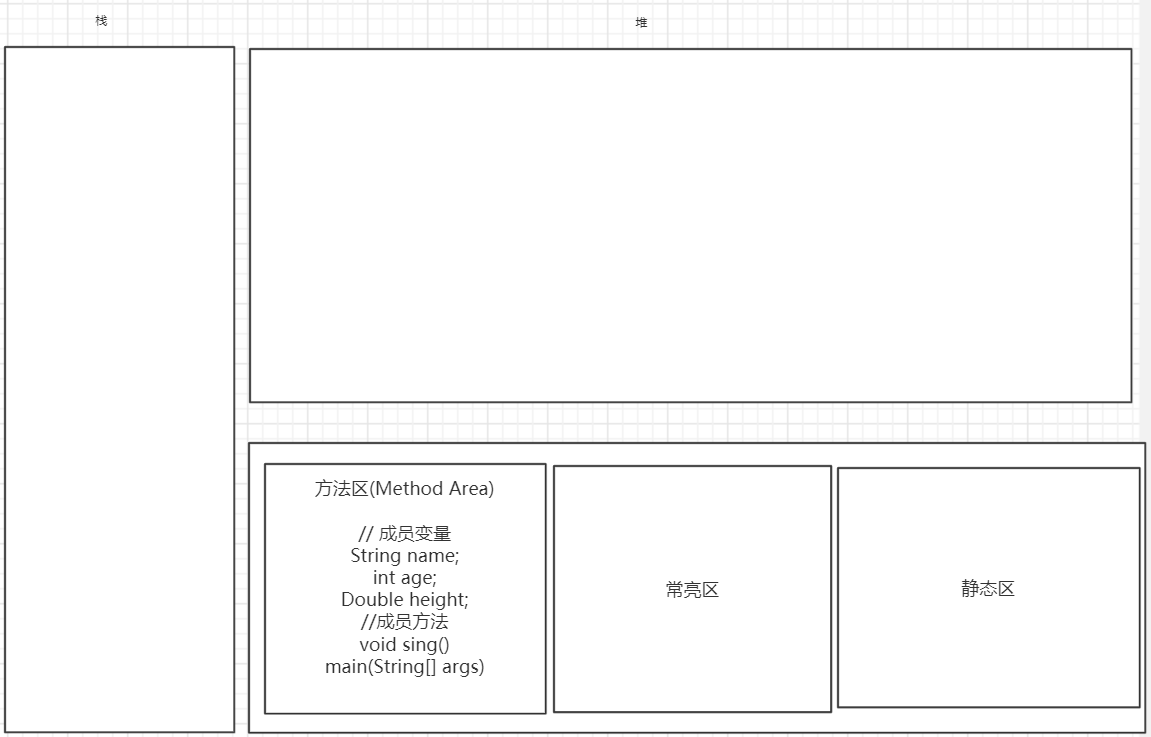 栈
堆
方法区(Method Area)
// 成员变量
String name;
int age;
Double height;
//成员方法
void sing()
main(String[] args)
常亮区
静态区